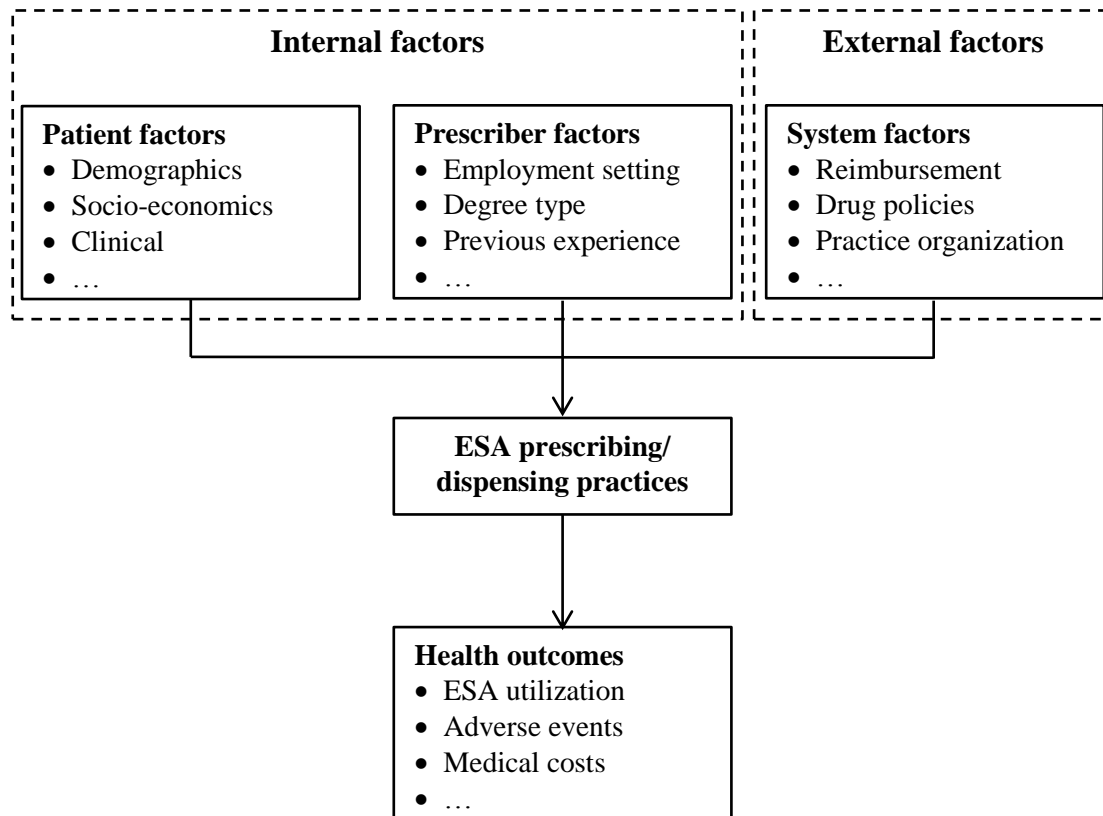 Internal factors
External factors
Patient factors
• Demographics
• Socio-economics
• Clinical
• …
Prescriber factors
• Employment setting
• Degree type
• Previous experience
• …
System factors
• Reimbursement
• Drug policies
• Practice organization
• …
ESA prescribing/
dispensing practices
Health outcomes
• ESA utilization
• Adverse events
• Medical costs
• …